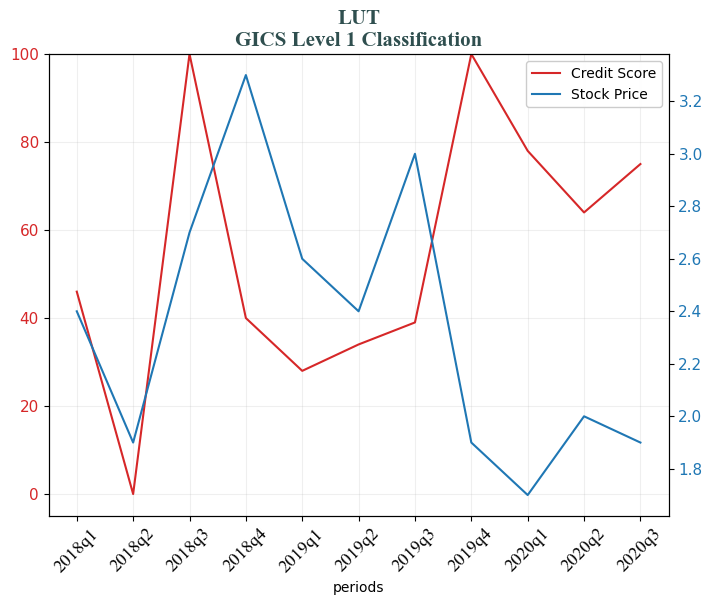 LUT
GICS Level 1 Classification
Credit Score
Stock Price
100
80
60
40
20
0
3.2
3.0
2.8
2.6
2.4
2.2
2.0
1.8
2018q1
2018q2
2018q3
2018q4
2019q1
2019q2
2019q3
2019q4
2020q1
2020q2
2020q3
periods